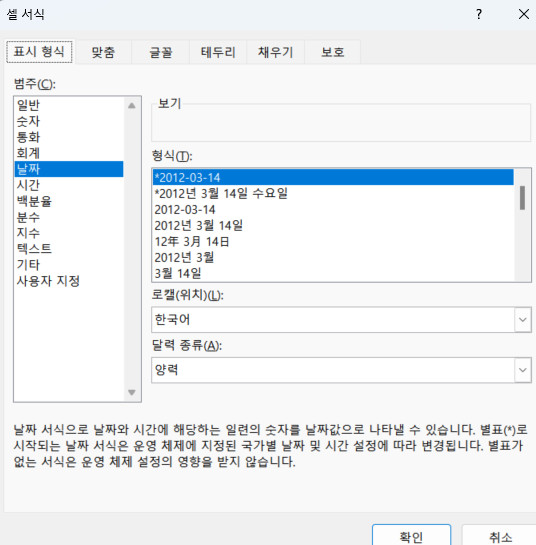 셀 서식
?
표시 형식 맞춤 글꼴 테두리 채우기 보호
범주(C):
일반
숫자
통화
회계
날짜
시간
백분율
분수
지수
텍스트
기타
사용자 지정
보기
형식(T):
*2012-03-14
*2012년 3월 14일 수요일
2012-03-14
2012년 3월 14일
12年 3月 14日
2012년 3월
3월 14일
로캘(위치)(L):
한국어
달력 종류(A):
양력
날짜 서식으로 날짜와 시간에 해당하는 일련의 숫자를 날짜값으로 나타낼 수 있습니다. 별표(*)로
시작되는 날짜 서식은 운영 체제에 지정된 국가별 날짜 및 시간 설정에 따라 변경됩니다. 별표가
없는 서식은 운영 체제 설정의 영향을 받지 않습니다.
확인 취소